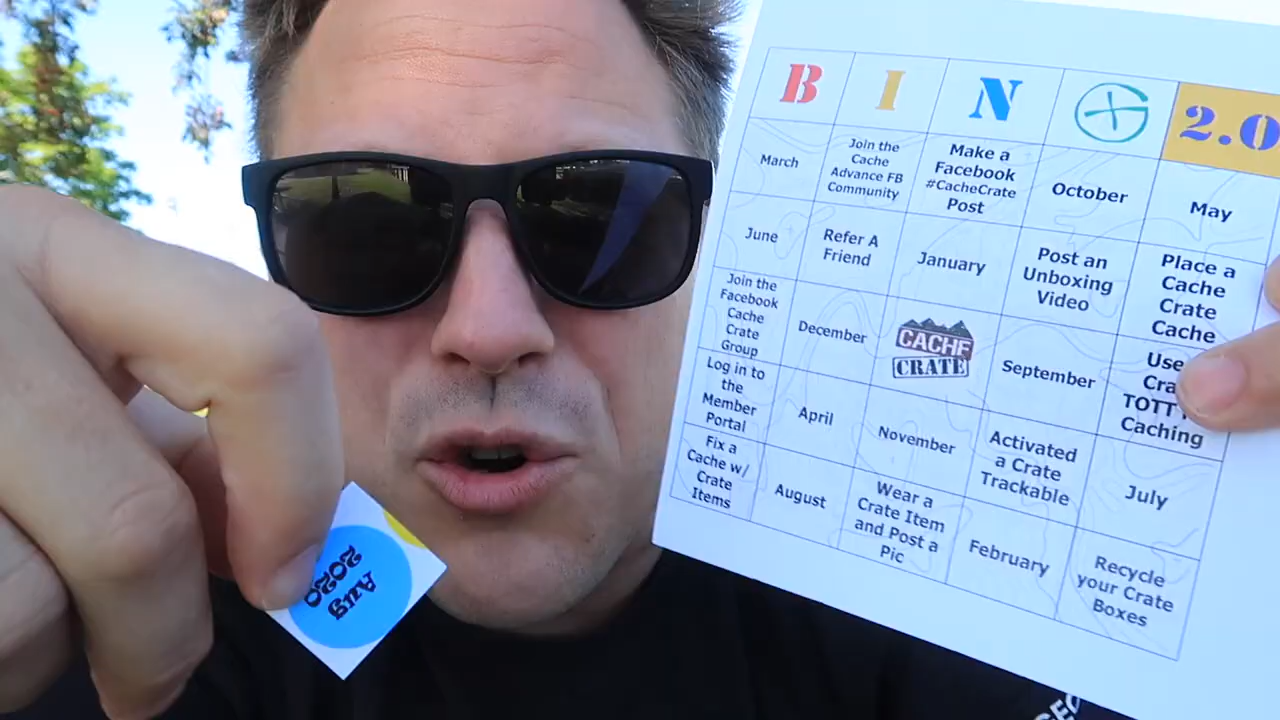 B I N G 2.0
March
Join the
Cache
Advance FB
Community
Make a
Facebook
#CacheCrate
Post
October
May
June
Refer A
Friend
January
Post an
Unboxing
Video
Place a
Cache
Crate
Cache
Join the
Facebook
Cache
Crate
Group
December
CACHE
CRATE
September
Use
TOTT
Caching
Log in to
the
Member
Portal
April
November
Activated
a Crate
Trackable
July
Fix a
Cache w/
Crate
Items
August
Wear a
Crate Item
and Post a
Pic
February
Recycle
your Crate
Boxes
Aug
2020